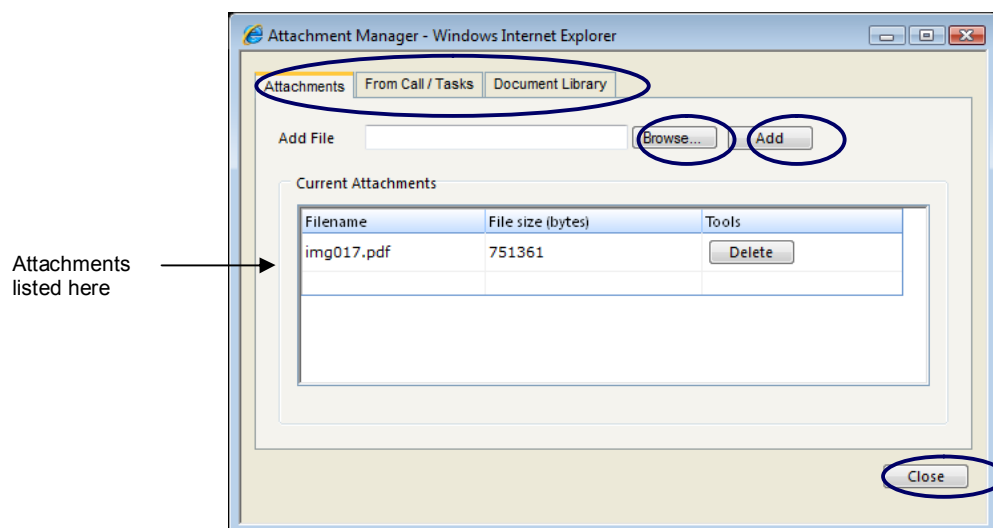 Attachment Manager - Windows Internet Explorer
Attachments From Call / Tasks Document Library
Add File Browse... Add
Current Attachments
Filename File size (bytes) Tools
img017.pdf 751361 Delete
Attachments
listed here
Close